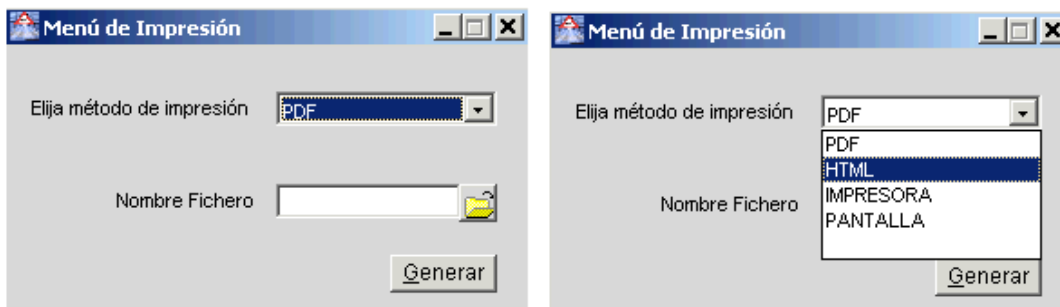 Menú de Impresión
Elija método de impresión
PDF
Nombre Fichero
Generar
Menú de Impresión
Elija método de impresión
PDF
PDF
HTML
IMPRESORA
PANTALLA
Nombre Fichero
Generar